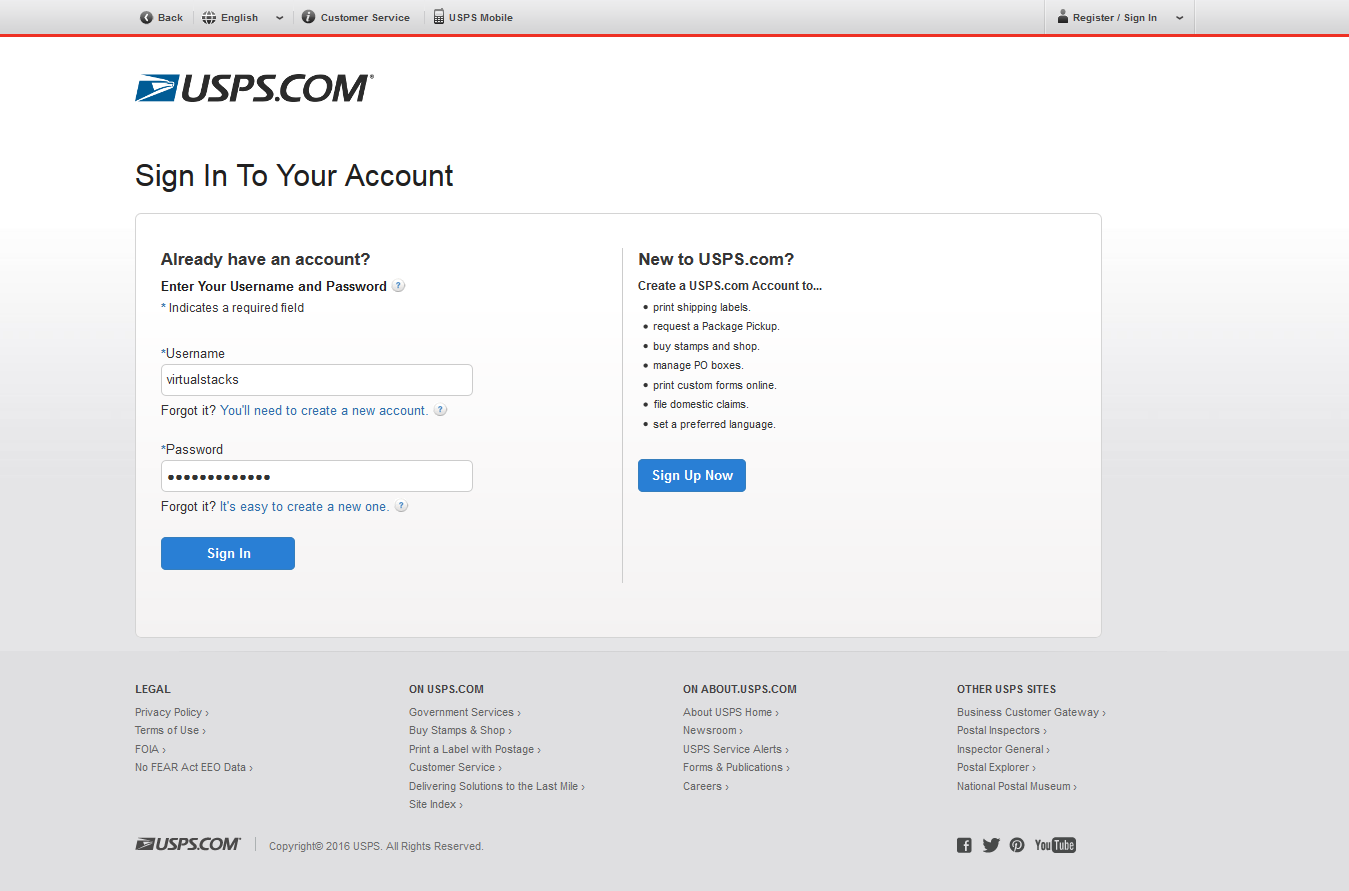 Back English Customer Service USPS Mobile Register / Sign In
USPS.COM®
Sign In To Your Account
Already have an account?
Enter Your Username and Password ?
* Indicates a required field
*Username
virtualstacks
Forgot it? You'll need to create a new account. ?
*Password
●●●●●●●●●●●●●
Forgot it? It's easy to create a new one. ?
Sign In
New to USPS.com?
Create a USPS.com Account to...
• print shipping labels.
• request a Package Pickup.
• buy stamps and shop.
• manage PO boxes.
• print custom forms online.
• file domestic claims.
• set a preferred language.
Sign Up Now
LEGAL
Privacy Policy ›
Terms of Use ›
FOIA ›
No FEAR Act EEO Data ›
ON USPS.COM
Government Services ›
Buy Stamps & Shop ›
Print a Label with Postage ›
Customer Service ›
Delivering Solutions to the Last Mile ›
Site Index ›
ON ABOUT.USPS.COM
About USPS Home ›
Newsroom ›
USPS Service Alerts ›
Forms & Publications ›
Careers ›
OTHER USPS SITES
Business Customer Gateway ›
Postal Inspectors ›
Inspector General ›
Postal Explorer ›
National Postal Museum ›
USPS.COM® Copyright© 2016 USPS. All Rights Reserved.
YouTube